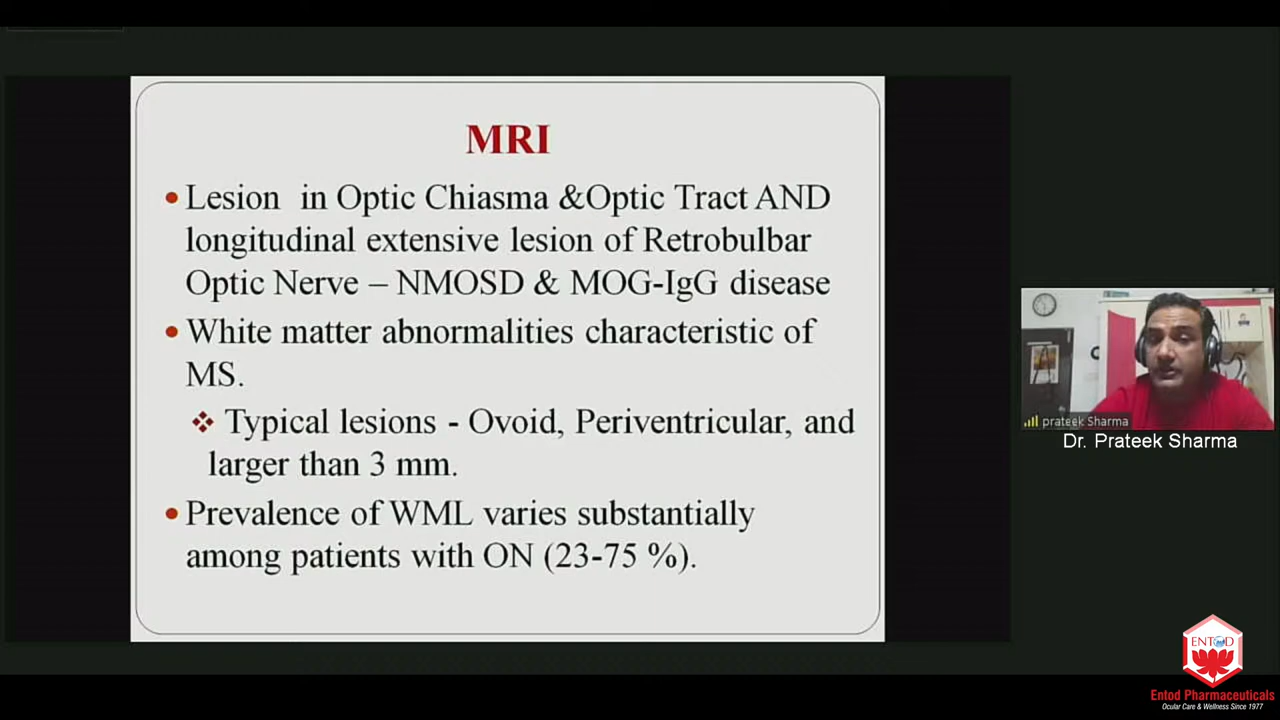 MRI
Lesion in Optic Chiasma &Optic Tract AND
longitudinal extensive lesion of Retrobulbar
Optic Nerve – NMOSD & MOG-IgG disease
White matter abnormalities characteristic of
MS.
Typical lesions - Ovoid, Periventricular, and
larger than 3 mm.
Prevalence of WML varies substantially
among patients with ON (23-75 %).
prateek Sharma
Dr. Prateek Sharma
ENTOD
Entod Pharmaceuticals
Ocular Care & Wellness Since 1977